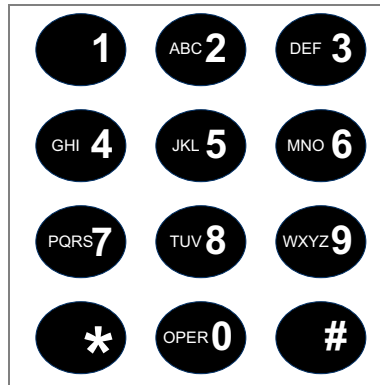 1 ABC 2 DEF 3
GHI 4 JKL 5 MNO 6
PQRS 7 TUV 8 WXYZ 9
* OPER 0 #